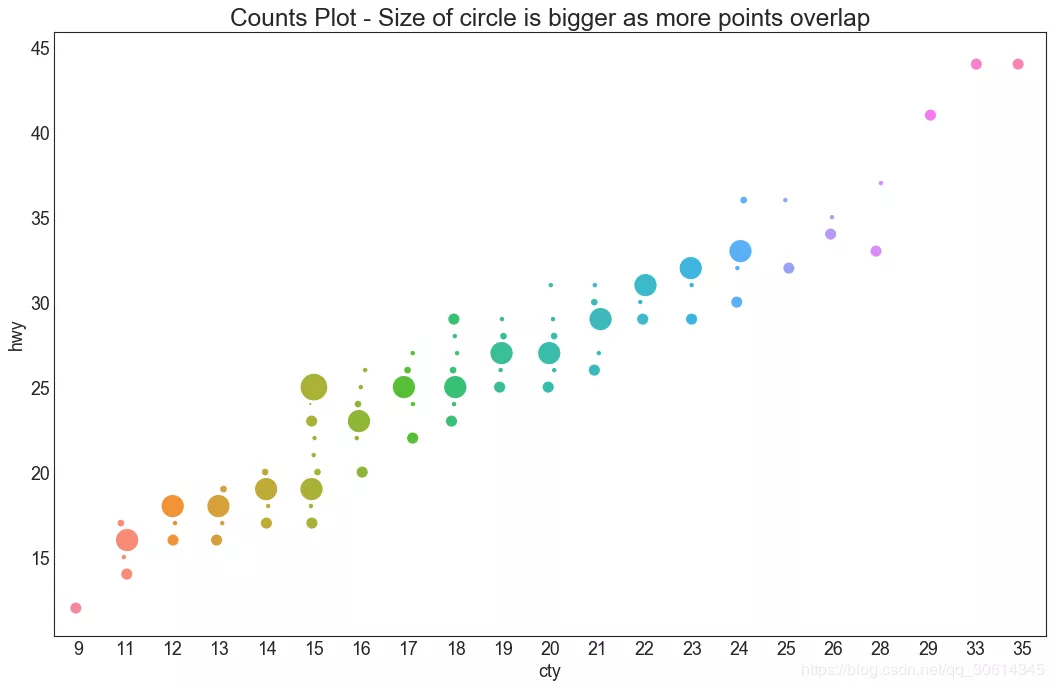 Counts Plot - Size of circle is bigger as more points overlap
45
40
35
30
25
20
15
hwy
9 11 12 13 14 15 16 17 18 19 20 21 22 23 24 25 26 28 29 33 35
cty
https://blog.csdn.net/qq_30614345